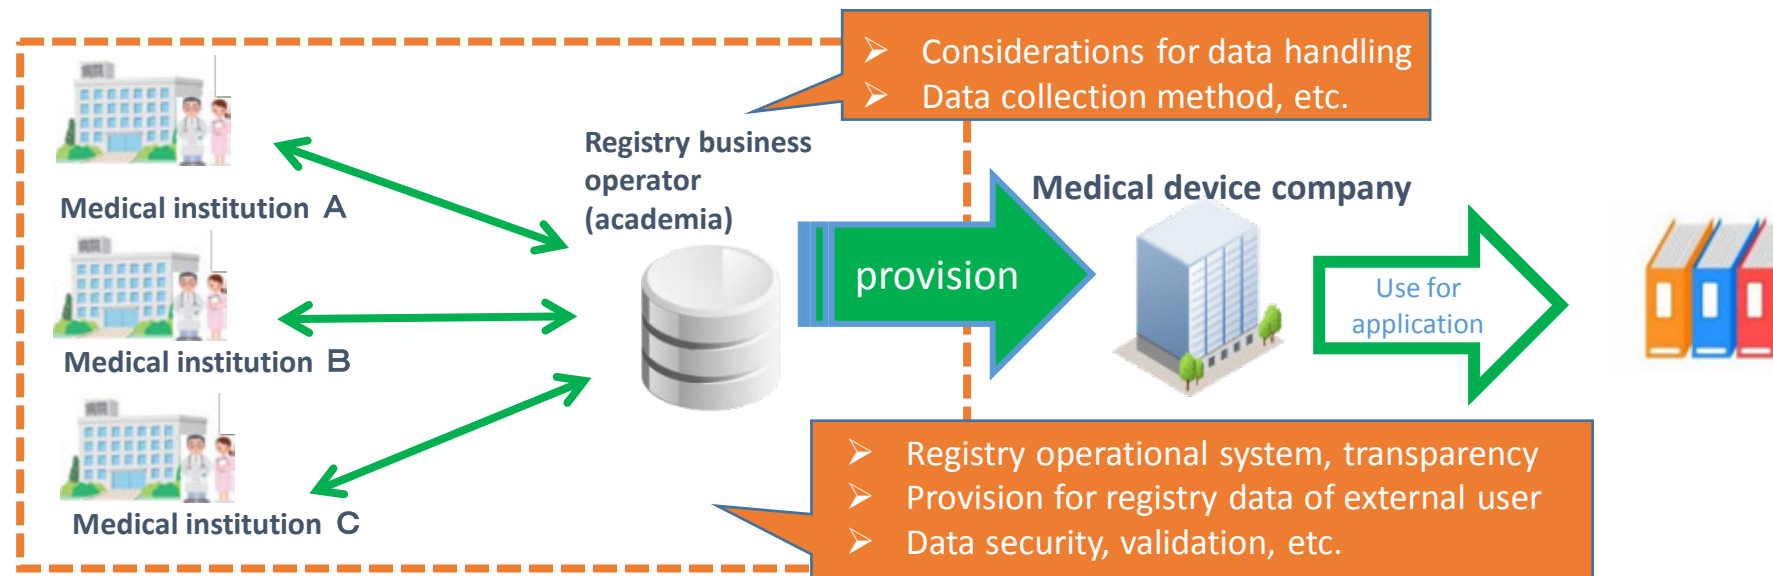 ➢ Considerations for data handling
➢ Data collection method, etc.
Registry business
operator
(academia)
Medical institution A
Medical institution B
Medical institution C
provision
Medical device company
Use for
application
➢ Registry operational system, transparency
➢ Provision for registry data of external user
➢ Data security, validation, etc.